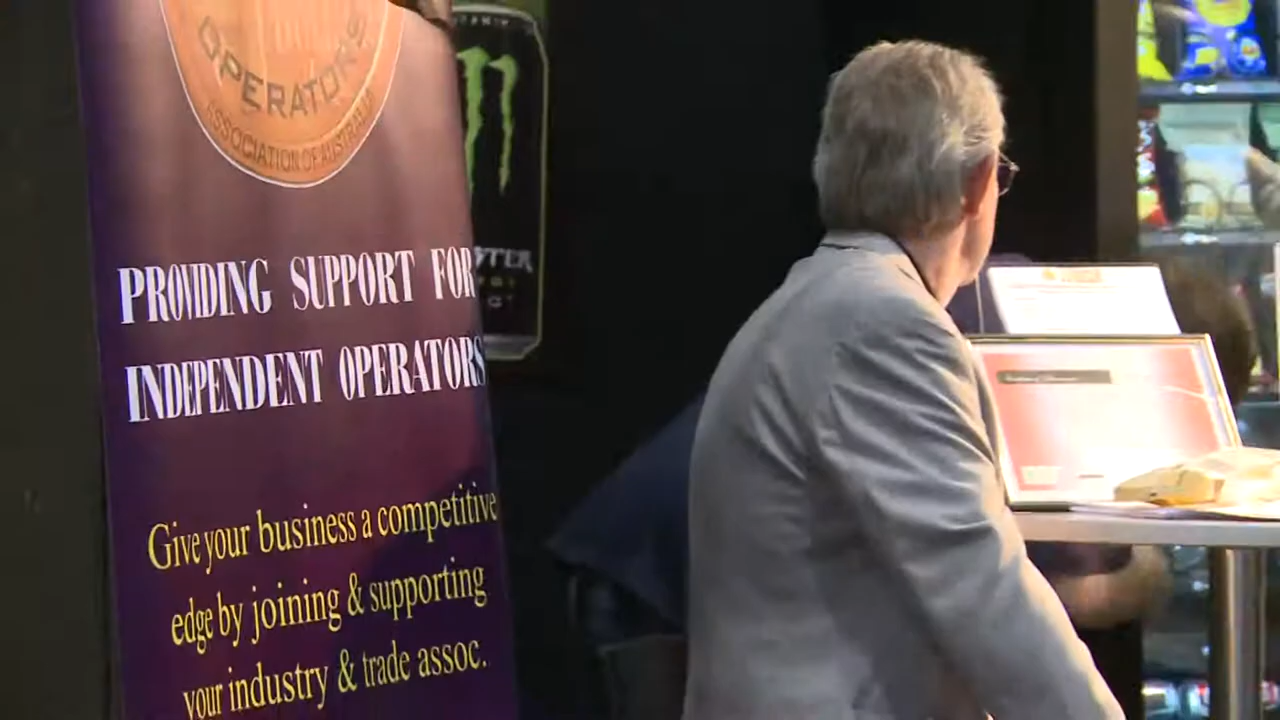 OPERATORS
ASSOCIATION OF AUSTRALIA
PROVIDING SUPPORT FOR
INDEPENDENT OPERATORS
Give your business a competitive
edge by joining & supporting
your industry & trade assoc.